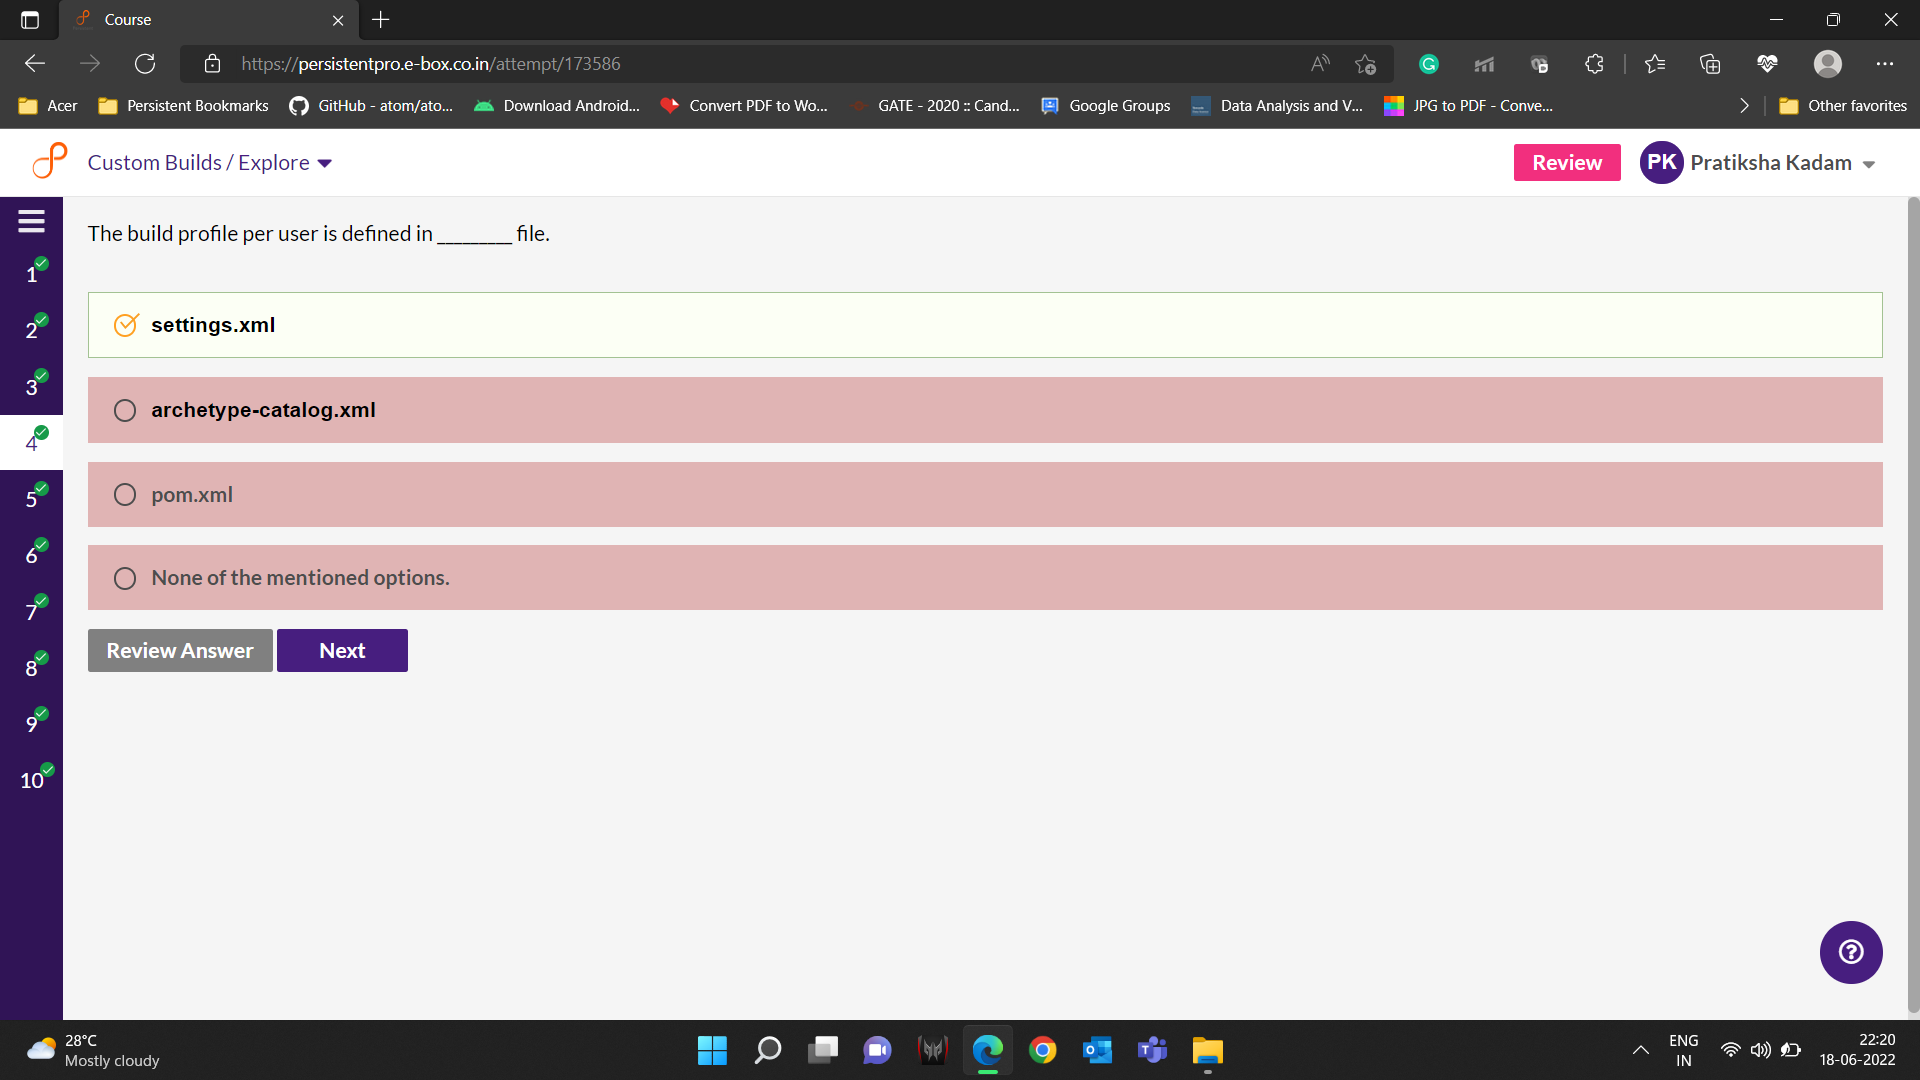 Course
https://persistentpro.e-box.co.in/attempt/173586
Acer
Persistent Bookmarks
GitHub - atom/ato...
Download Android...
Convert PDF to Wo...
GATE - 2020 :: Cand...
Google Groups
Data Analysis and V...
JPG to PDF - Conve...
Other favorites
Custom Builds / Explore
Review
PK
Pratiksha Kadam
The build profile per user is defined in _________ file.
1
2
3
4
5
6
7
8
9
10
settings.xml
archetype-catalog.xml
pom.xml
None of the mentioned options.
Review Answer
Next
28°C
Mostly cloudy
ENG
IN
22:20
18-06-2022